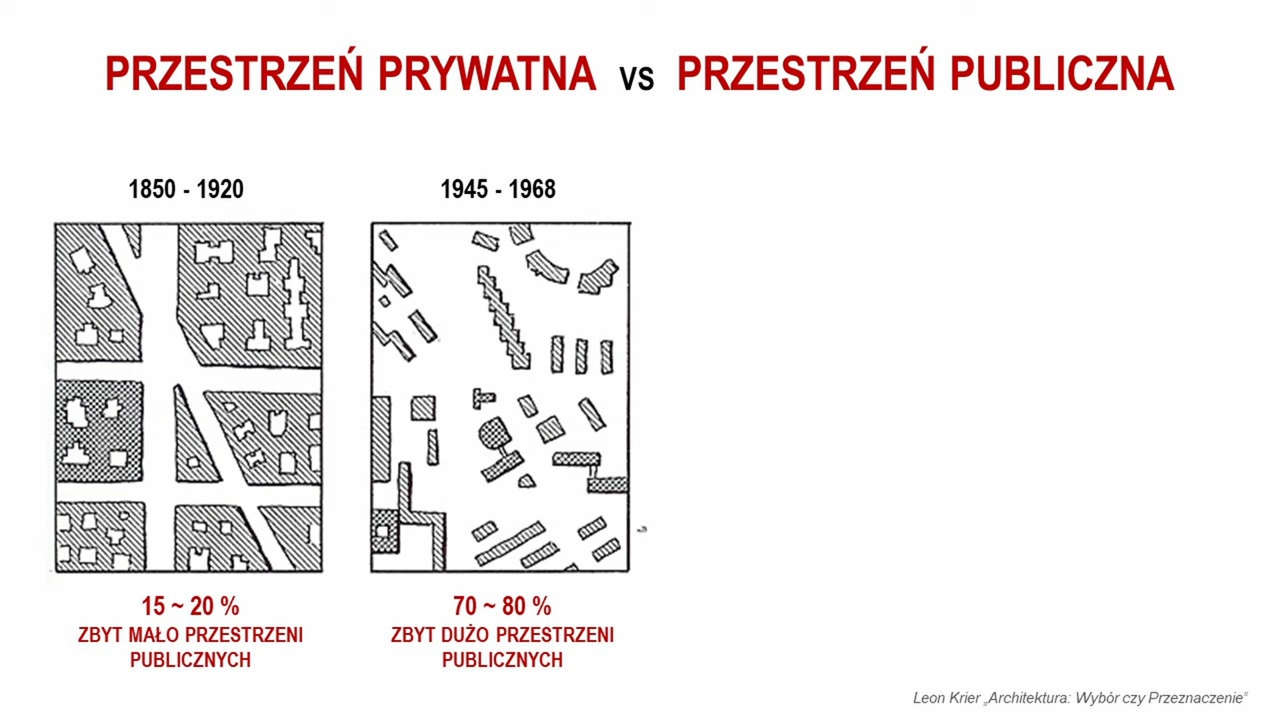 PRZESTRZEŃ PRYWATNA vs PRZESTRZEŃ PUBLICZNA
1850 - 1920
1945 - 1968
15 ~ 20 %
ZBYT MAŁO PRZESTRZENI
PUBLICZNYCH
70 ~ 80 %
ZBYT DUŻO PRZESTRZENI
PUBLICZNYCH
Leon Krier „Architektura: Wybór czy Przeznaczenie”